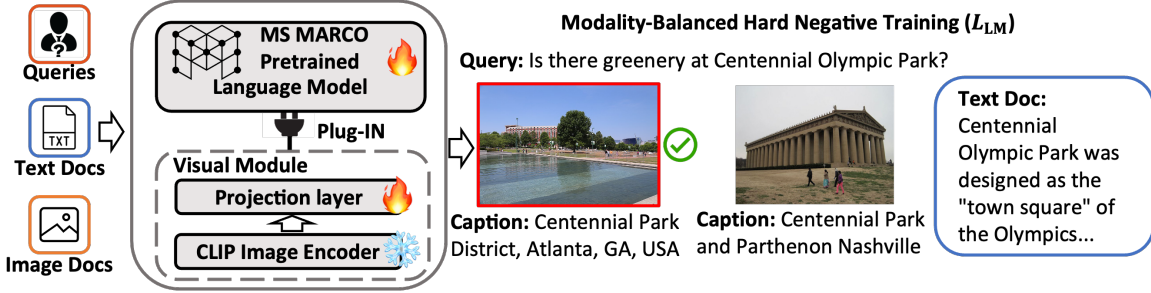 Queries
TXT
Text Docs
Image Docs
MS MARCO
Pretrained
Language Model
Plug-IN
Visual Module
Projection layer
CLIP Image Encoder
Modality-Balanced Hard Negative Training (L_LM)
Query: Is there greenery at Centennial Olympic Park?
Caption: Centennial Park
District, Atlanta, GA, USA
Caption: Centennial Park
and Parthenon Nashville
Text Doc:
Centennial
Olympic Park was
designed as the
"town square" of
the Olympics...